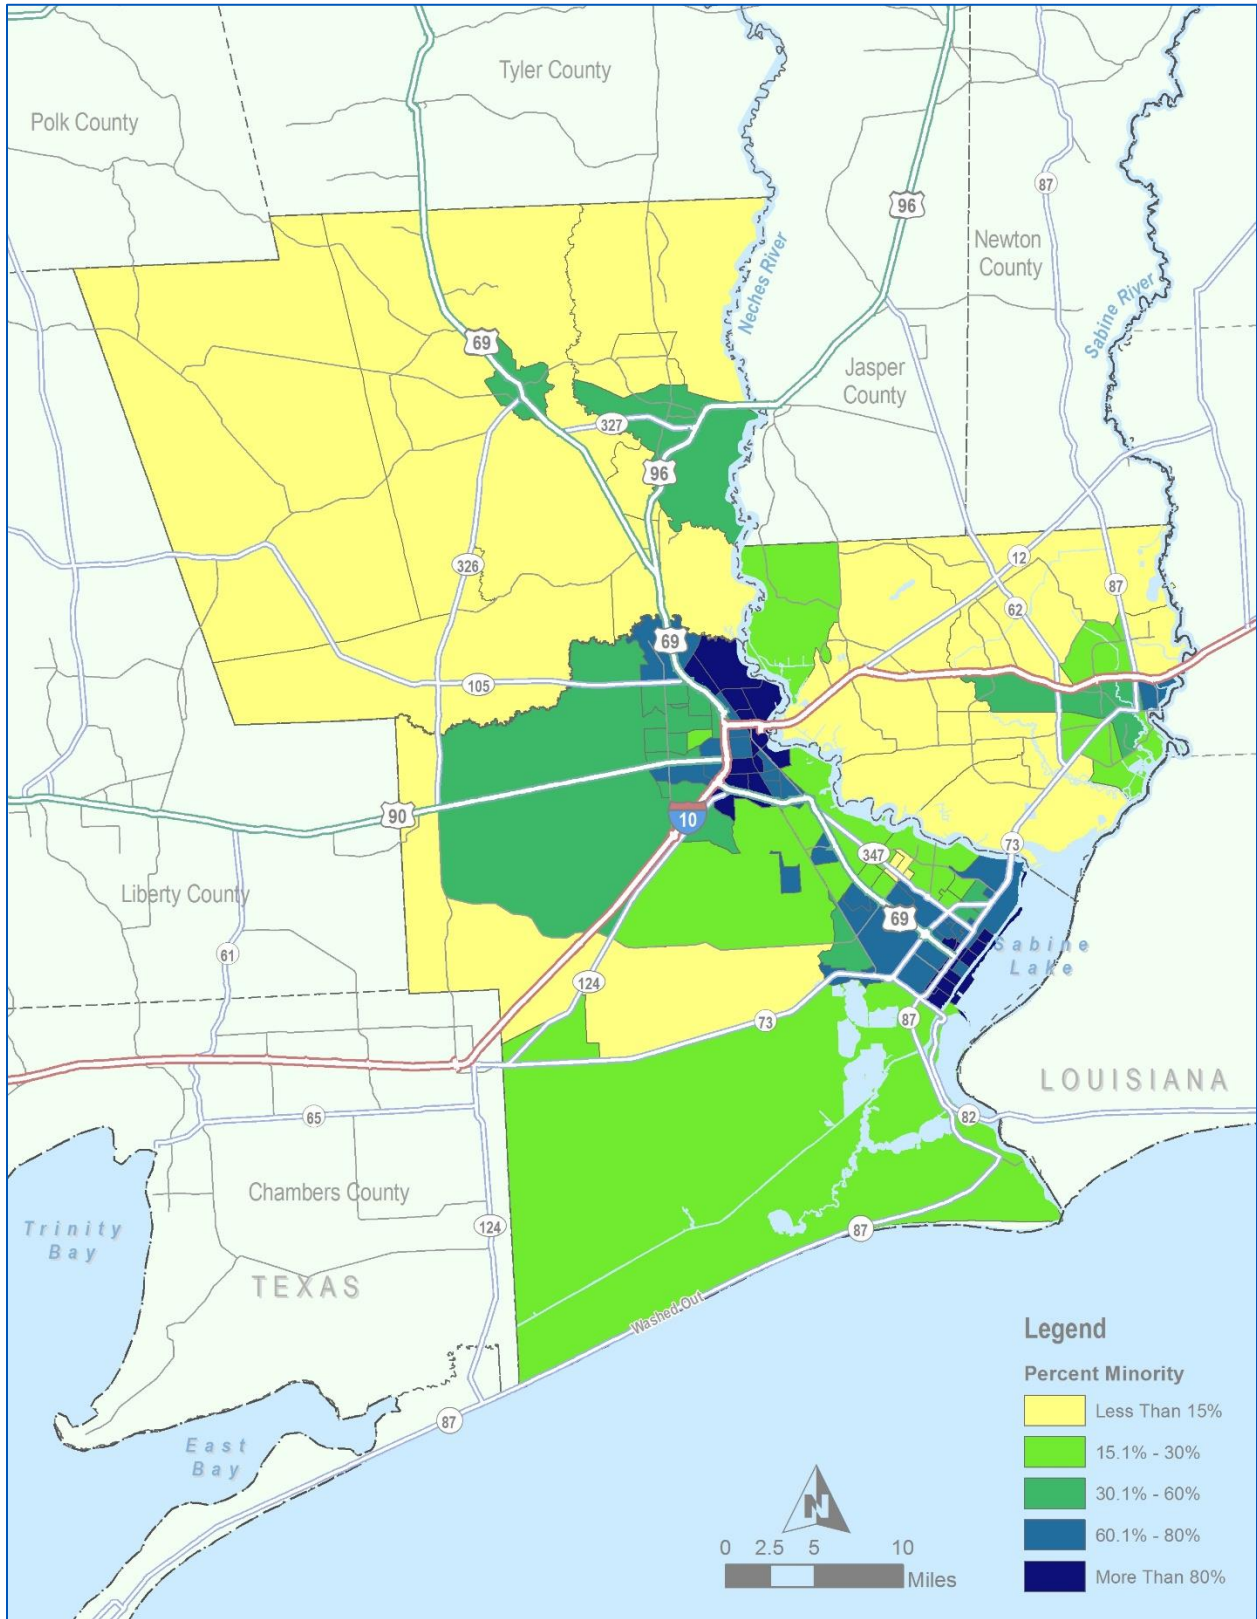 Tyler County
Polk County
87
96
Newton
County
Neches River
Sabine River
69
Jasper
County
327
96
12
326
87
62
69
105
90
10
73
347
Liberty County
69
Sabine
Lake
61
124
73
87
LOUISIANA
65
82
Chambers County
124
87
Trinity
Bay
TEXAS
Washed Out
87
East
Bay
Legend
Percent Minority
Less Than 15%
15.1% - 30%
30.1% - 60%
60.1% - 80%
More Than 80%
N
0 2.5 5 10
Miles